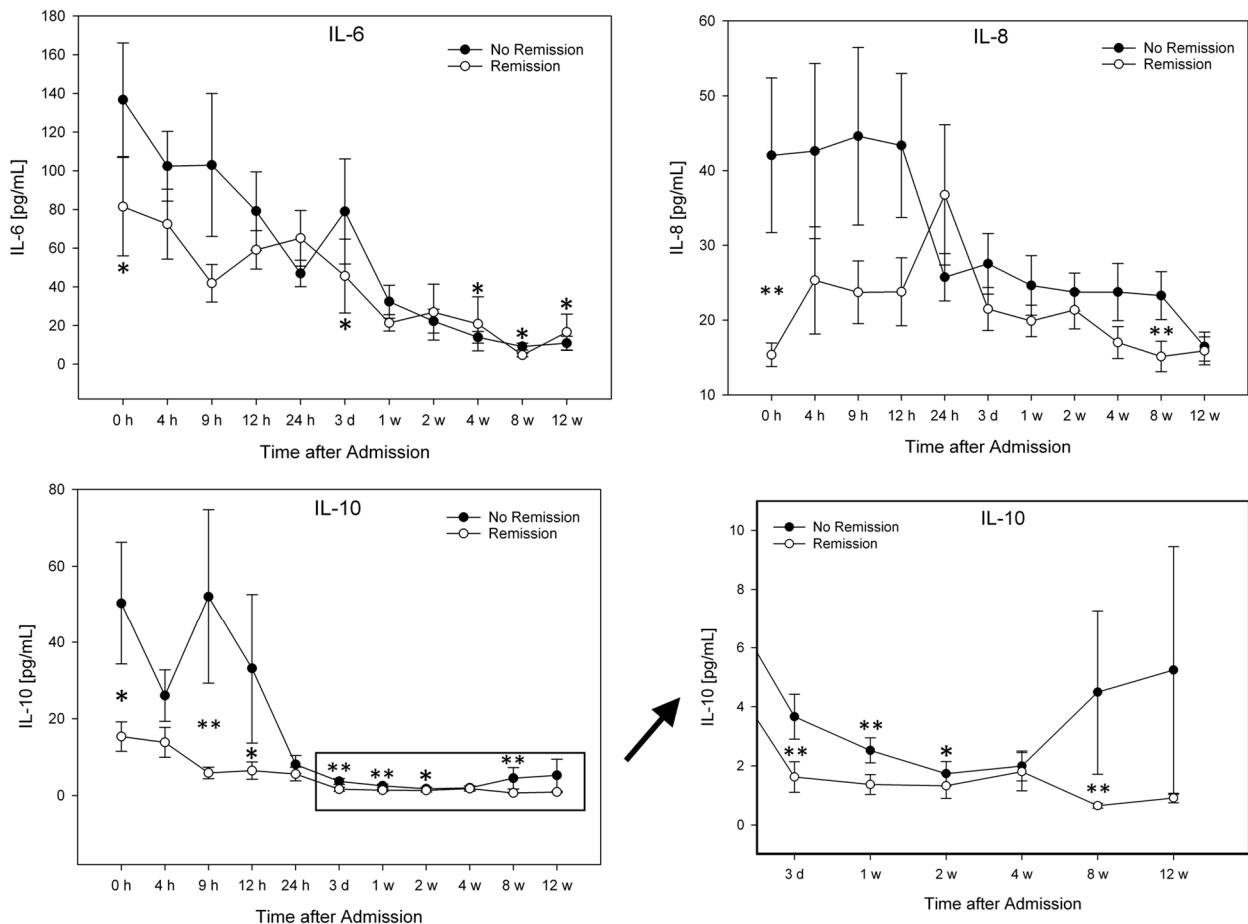 IL-6
No Remission
Remission
180
160
140
120
100
80
60
40
20
0
IL-6 [pg/mL]
*
*
*
*
*
0 h 4 h 9 h 12 h 24 h 3 d 1 w 2 w 4 w 8 w 12 w
Time after Admission
IL-8
No Remission
Remission
60
50
40
30
20
10
IL-8 [pg/mL]
**
**
0 h 4 h 9 h 12 h 24 h 3 d 1 w 2 w 4 w 8 w 12 w
Time after Admission
IL-10
No Remission
Remission
80
60
40
20
0
IL-10 [pg/mL]
*
**
*
** ** * **
0 h 4 h 9 h 12 h 24 h 3 d 1 w 2 w 4 w 8 w 12 w
Time after Admission
IL-10
No Remission
Remission
10
8
6
4
2
0
IL-10 [pg/mL]
**
**
*
**
3 d 1 w 2 w 4 w 8 w 12 w
Time after Admission